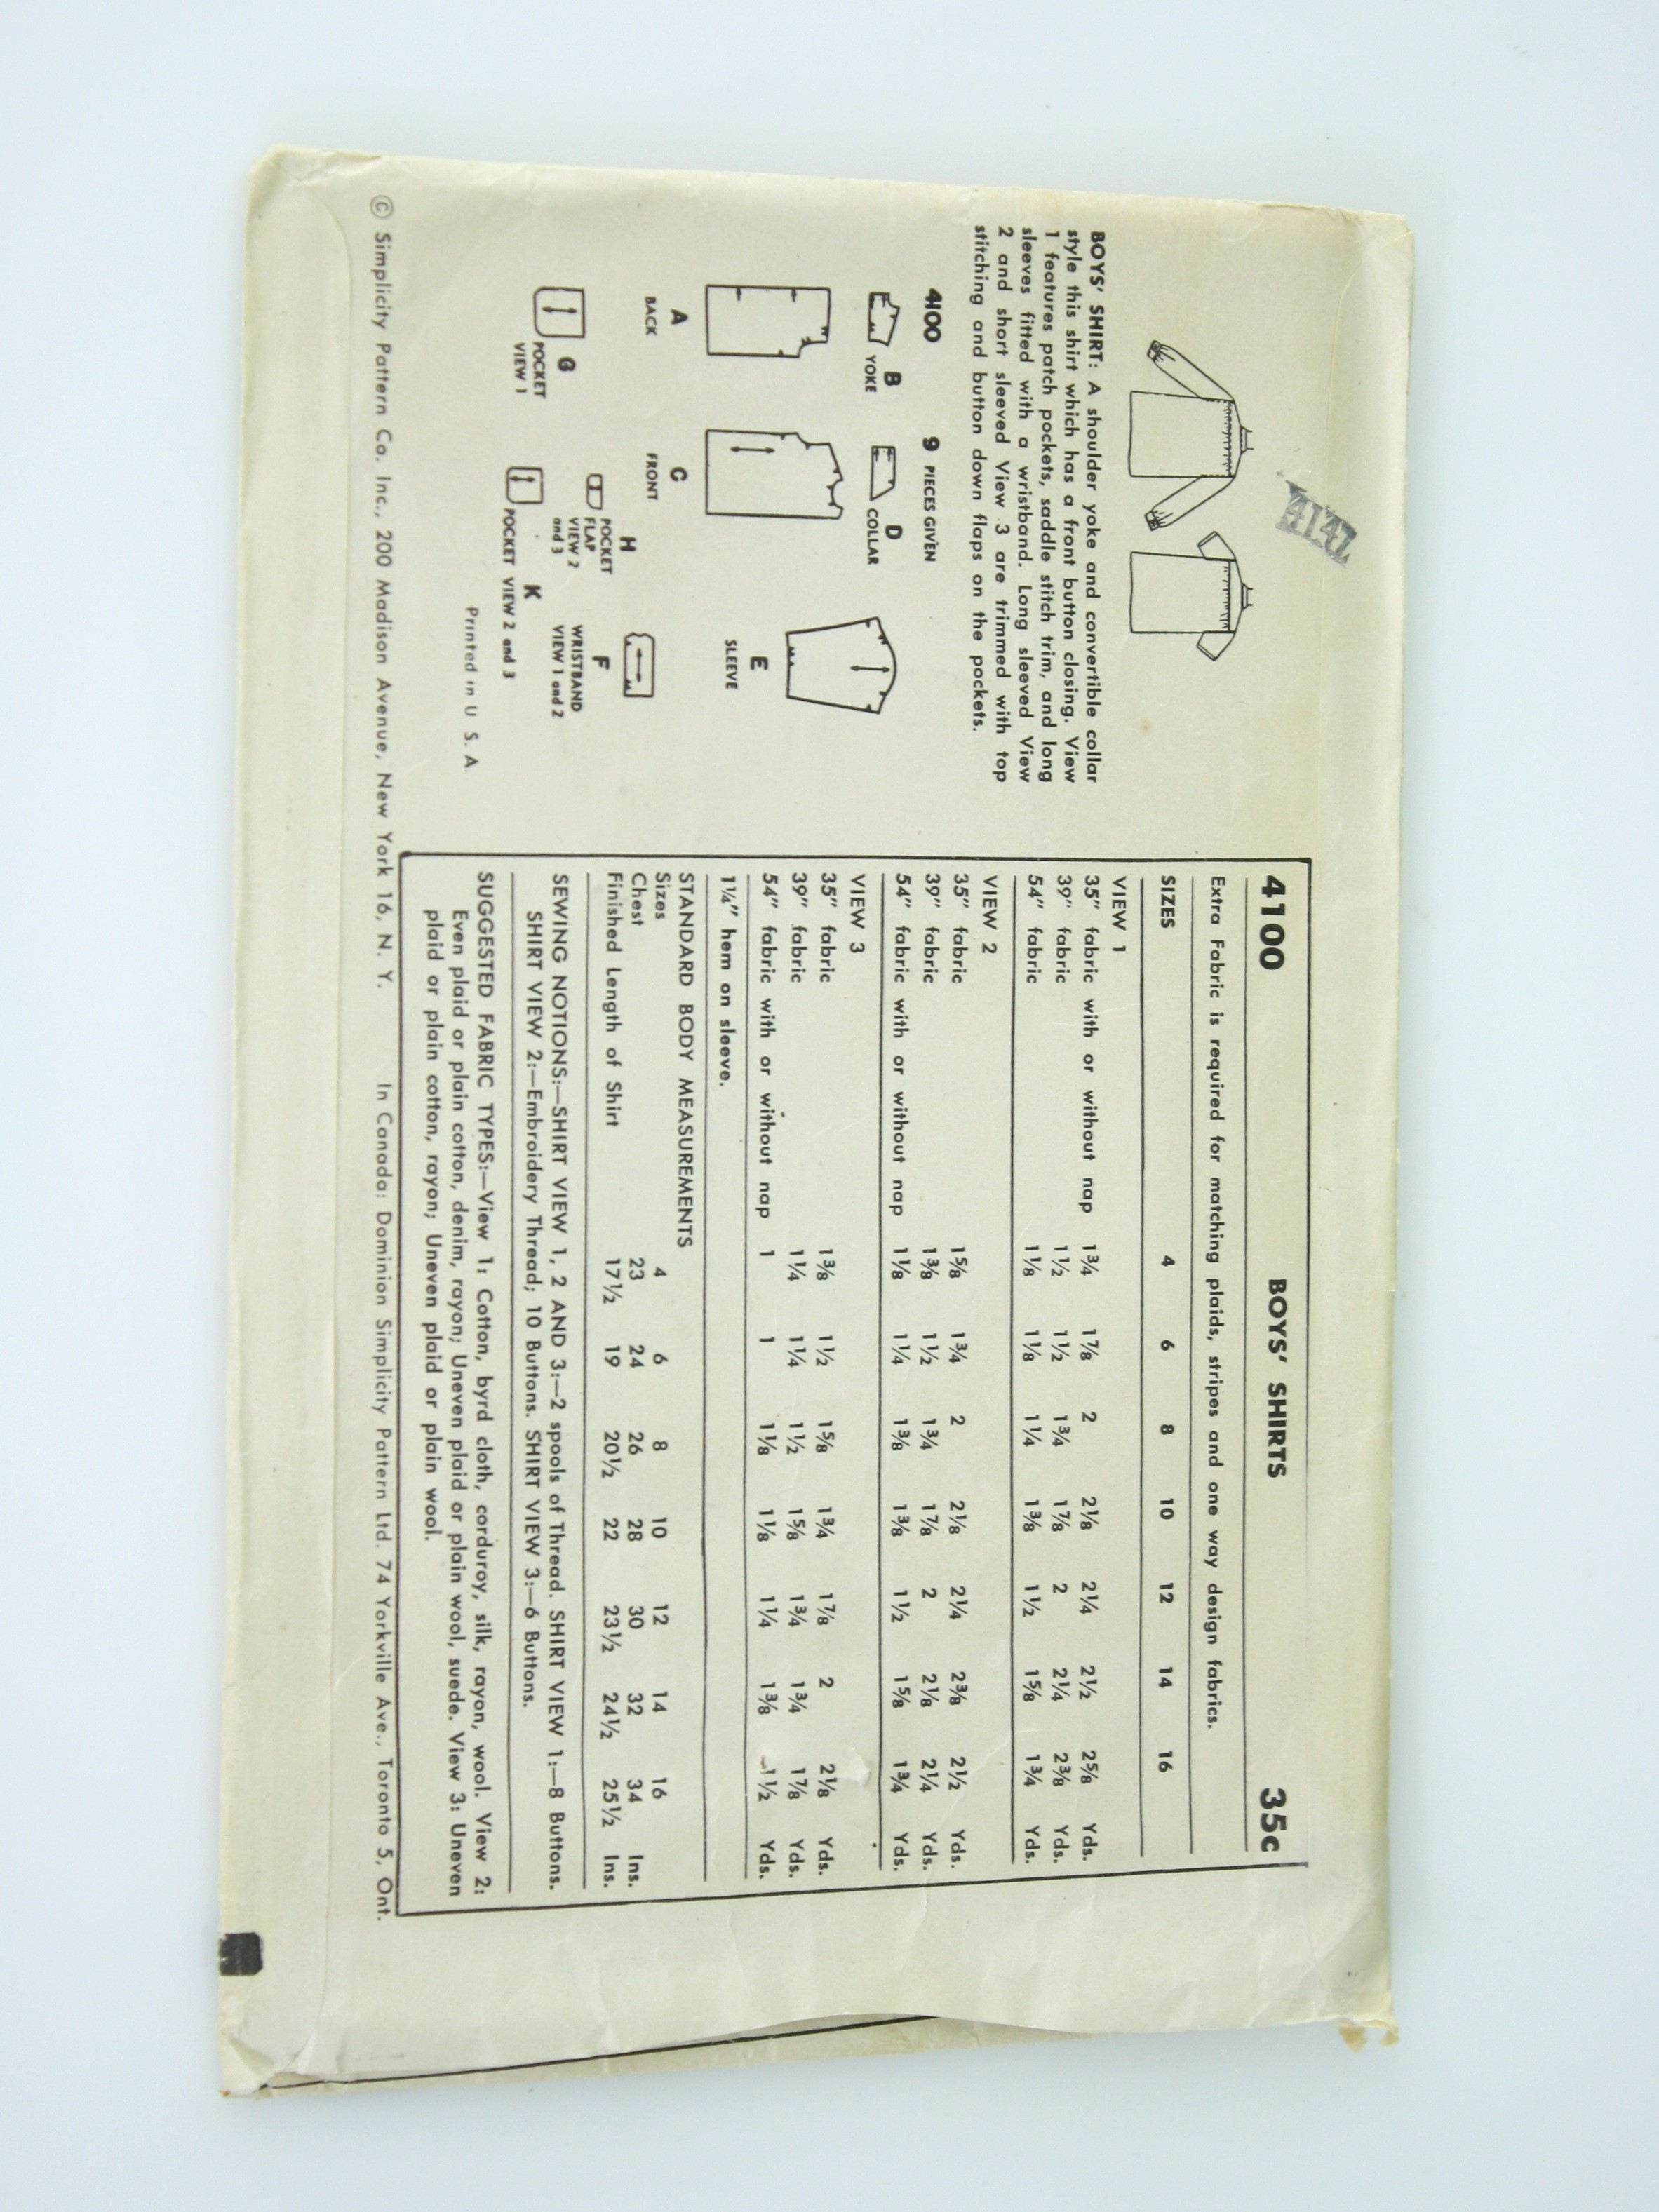 4147
BOYS' SHIRT: A shoulder yoke and convertible collar
style this shirt which has a front button closing. View
1 features patch pockets, saddle stitch trim, and long
sleeves fitted with a wristband. Long sleeved View
2 and short sleeved View 3 are trimmed with top
stitching and button down flaps on the pockets.
4100 9 PIECES GIVEN
B
YOKE
D
COLLAR
A
BACK
C
FRONT
E
SLEEVE
G
POCKET
VIEW 1
H
POCKET
FLAP
VIEW 2
and 3
F
WRISTBAND
VIEW 1 and 2
K
POCKET VIEW 2 and 3
Printed in U. S. A.
4100 BOYS' SHIRTS 35c
Extra Fabric is required for matching plaids, stripes and one way design fabrics.
SIZES 4 6 8 10 12 14 16
VIEW 1
35" fabric with or without nap 1¾ 1⅞ 2 2⅛ 2¼ 2½ 2⅝ Yds.
39" fabric 1½ 1½ 1¾ 1⅞ 2 2¼ 2⅜ Yds.
54" fabric 1⅛ 1⅛ 1¼ 1⅜ 1½ 1⅝ 1¾ Yds.
VIEW 2
35" fabric 1⅝ 1¾ 2 2⅛ 2¼ 2⅜ 2½ Yds.
39" fabric 1⅜ 1½ 1¾ 1⅞ 2 2⅛ 2¼ Yds.
54" fabric with or without nap 1⅛ 1¼ 1⅜ 1⅜ 1½ 1⅝ 1¾ Yds.
VIEW 3
35" fabric 1⅜ 1½ 1⅝ 1¾ 1⅞ 2 2⅛ Yds.
39" fabric 1¼ 1¼ 1½ 1⅝ 1¾ 1¾ 1⅞ Yds.
54" fabric with or without nap 1 1 1⅛ 1⅛ 1¼ 1⅜ 1½ Yds.
1¼" hem on sleeve.
STANDARD BODY MEASUREMENTS
Sizes 4 6 8 10 12 14 16
Chest 23 24 26 28 30 32 34 Ins.
Finished Length of Shirt 17½ 19 20½ 22 23½ 24½ 25½ Ins.
SEWING NOTIONS:—SHIRT VIEW 1, 2 AND 3:—2 spools of Thread. SHIRT VIEW 1:—8 Buttons.
SHIRT VIEW 2:—Embroidery Thread; 10 Buttons. SHIRT VIEW 3:—6 Buttons.
SUGGESTED FABRIC TYPES:—View 1: Cotton, byrd cloth, corduroy, silk, rayon, wool. View 2:
Even plaid or plain cotton, denim, rayon; Uneven plaid or plain wool, suede. View 3: Uneven
plaid or plain cotton, rayon; Uneven plaid or plain wool.
© Simplicity Pattern Co. Inc., 200 Madison Avenue, New York 16, N. Y. In Canada: Dominion Simplicity Pattern Ltd. 74 Yorkville Ave., Toronto 5, Ont.